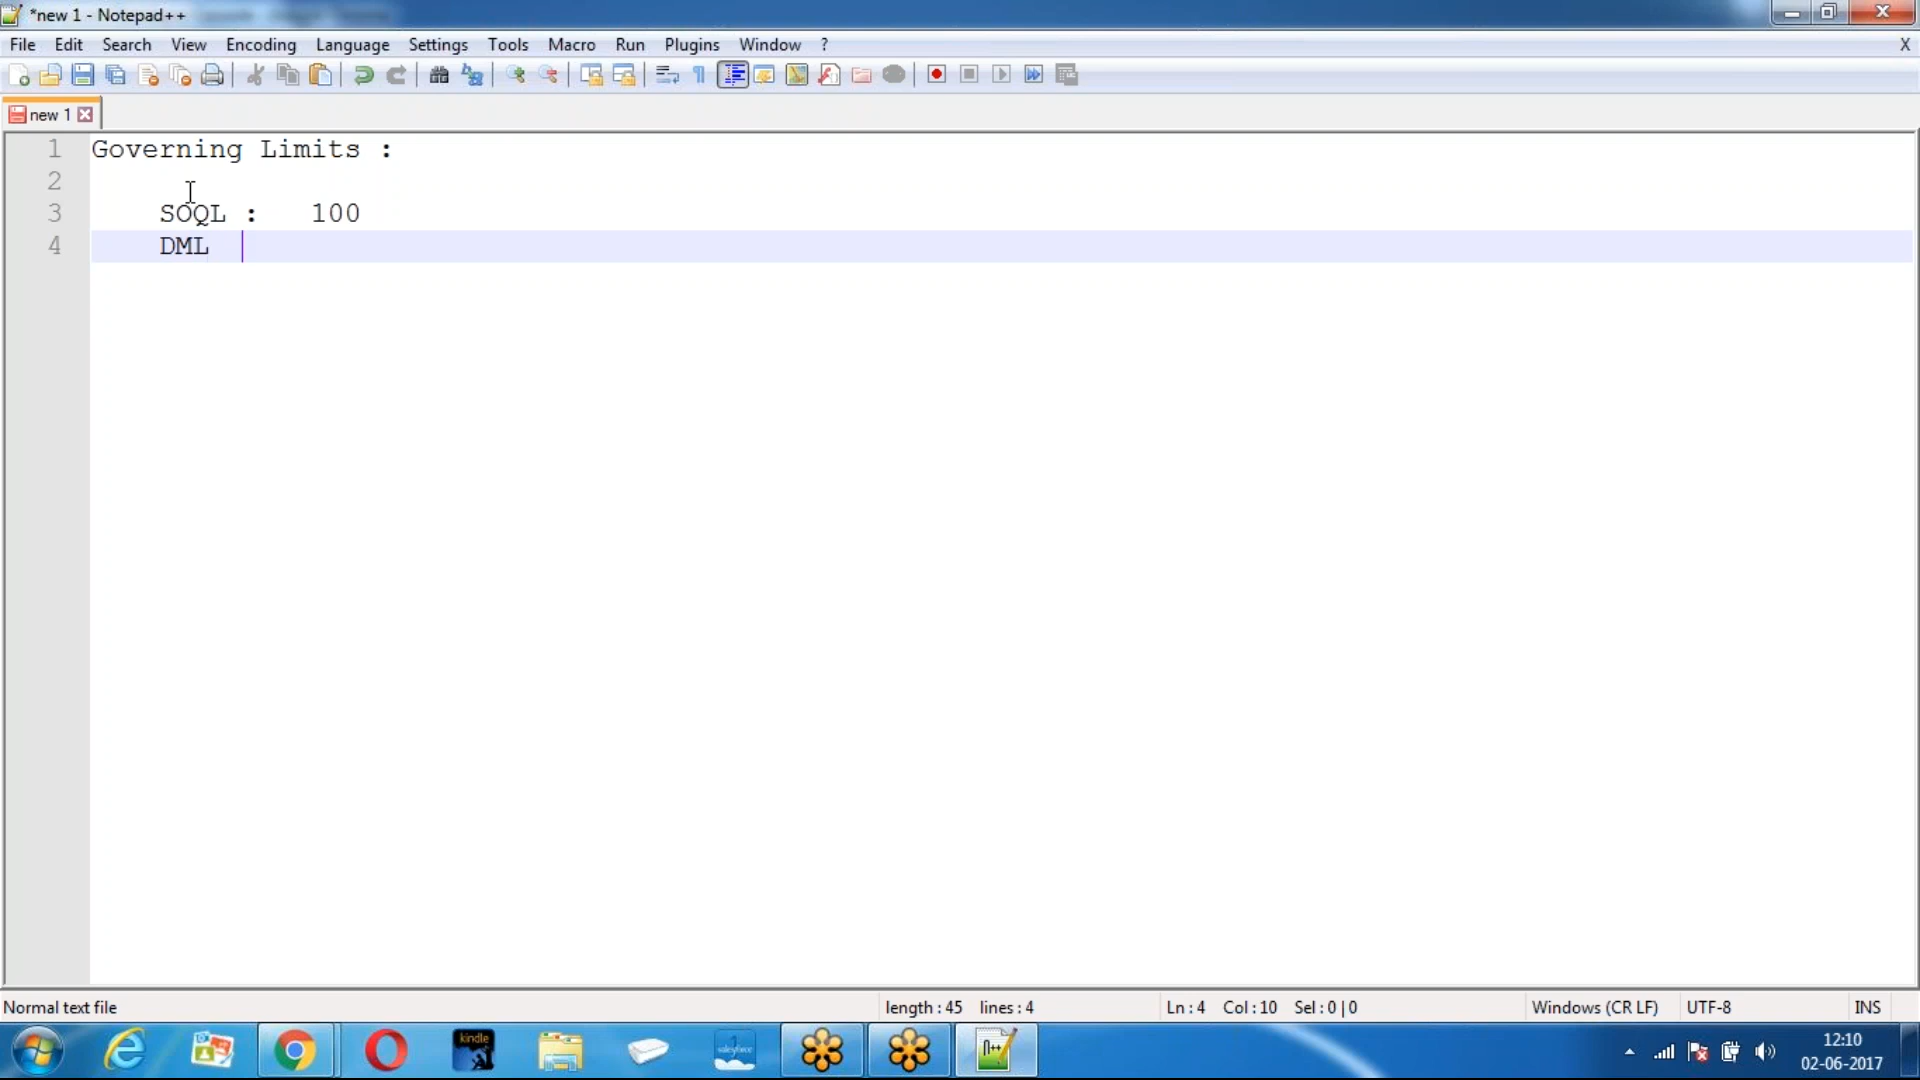 *new 1 - Notepad++
File Edit Search View Encoding Language Settings Tools Macro Run Plugins Window ? X
new 1
1 Governing Limits :
2
3 SOQL : 100
4 DML
Normal text file length : 45 lines : 4 Ln : 4 Col : 10 Sel : 0 | 0 Windows (CR LF) UTF-8 INS
kindle
salesforce
12:10
02-06-2017